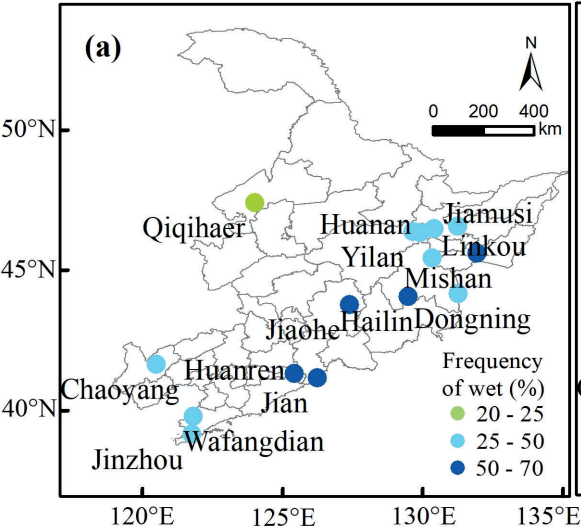 (a)
N
0 200 400
km
50°N
45°N
40°N
Qiqihaer
Huanan
Jiamusi
Yilan
Linkou
Mishan
Jiaohe
Hailin
Dongning
Chaoyang
Huanren
Jian
Wafangdian
Jinzhou
Frequency
of wet (%)
20 - 25
25 - 50
50 - 70
120°E 125°E 130°E 135°E